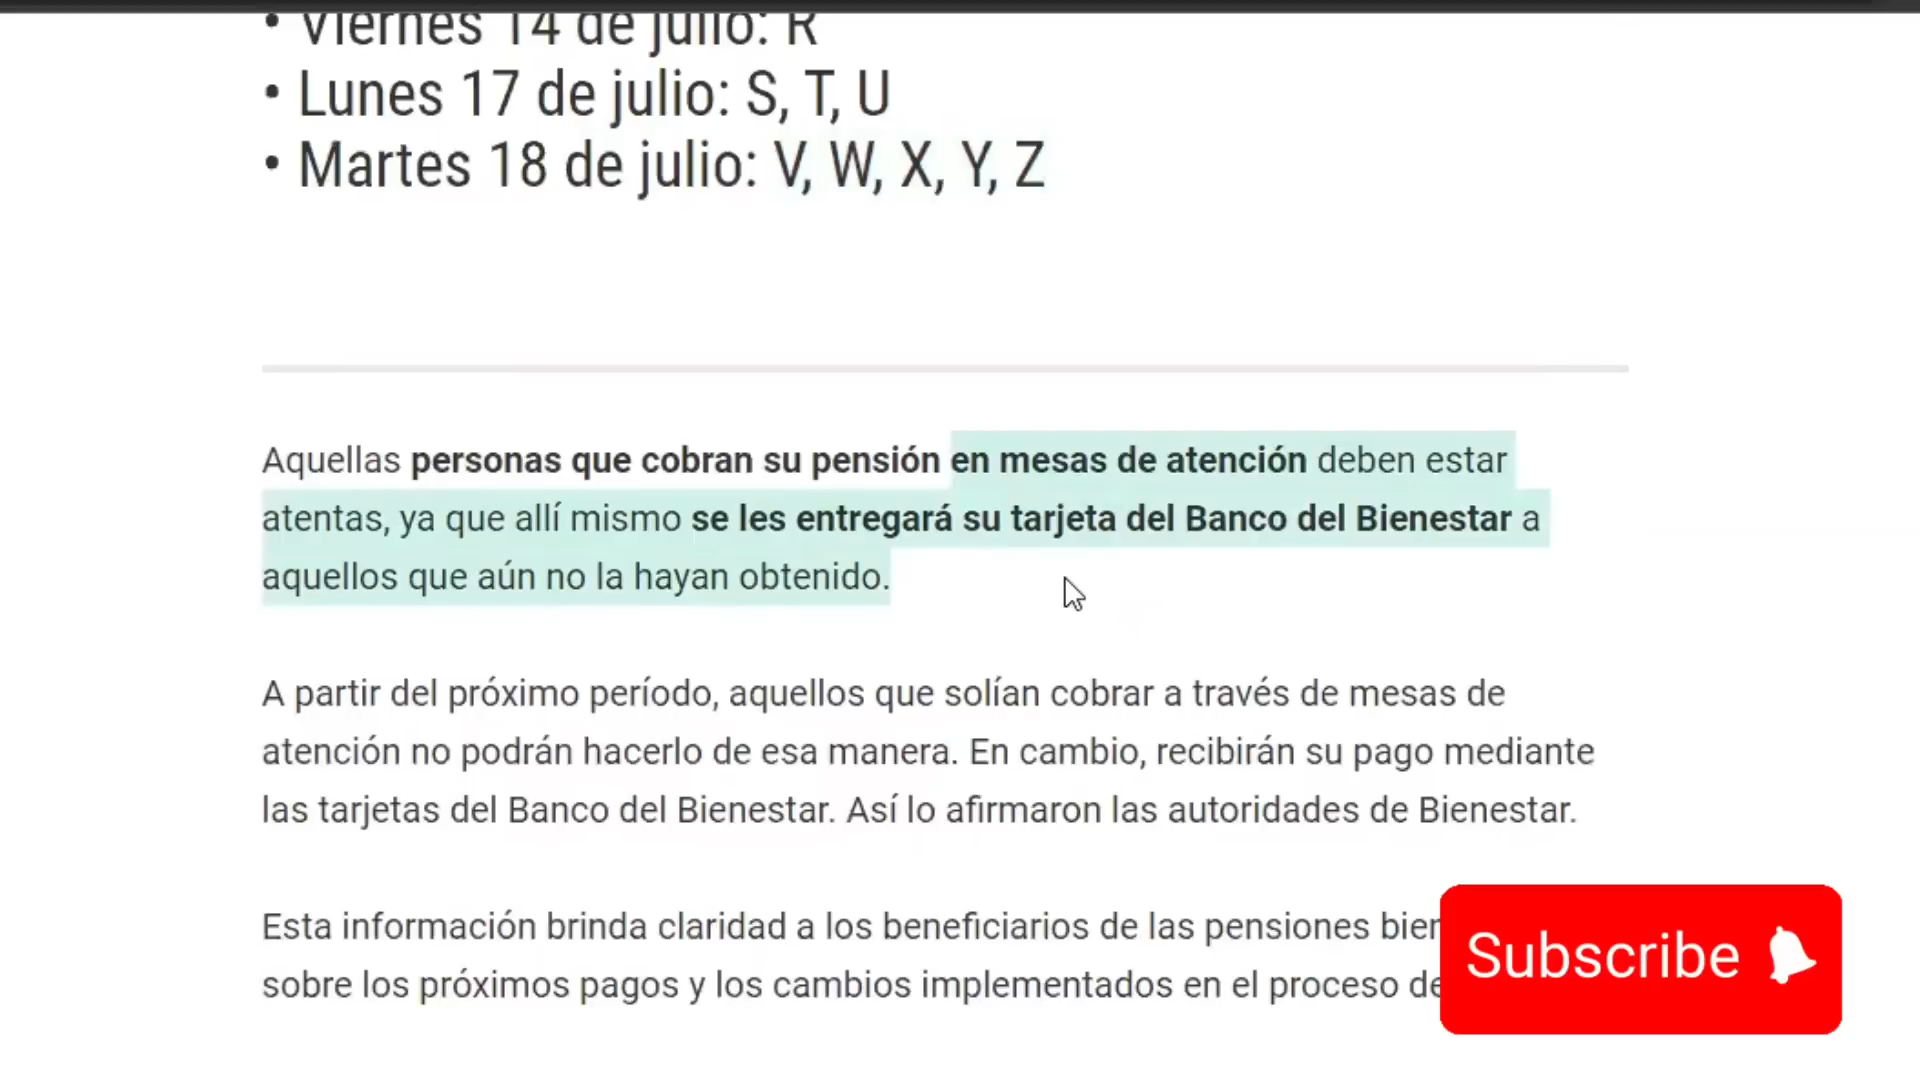 • Viernes 14 de julio: R
• Lunes 17 de julio: S, T, U
• Martes 18 de julio: V, W, X, Y, Z
Aquellas personas que cobran su pensión en mesas de atención deben estar
atentas, ya que allí mismo se les entregará su tarjeta del Banco del Bienestar a
aquellos que aún no la hayan obtenido.
A partir del próximo período, aquellos que solían cobrar a través de mesas de
atención no podrán hacerlo de esa manera. En cambio, recibirán su pago mediante
las tarjetas del Banco del Bienestar. Así lo afirmaron las autoridades de Bienestar.
Esta información brinda claridad a los beneficiarios de las pensiones
sobre los próximos pagos y los cambios implementados en el proceso
Subscribe